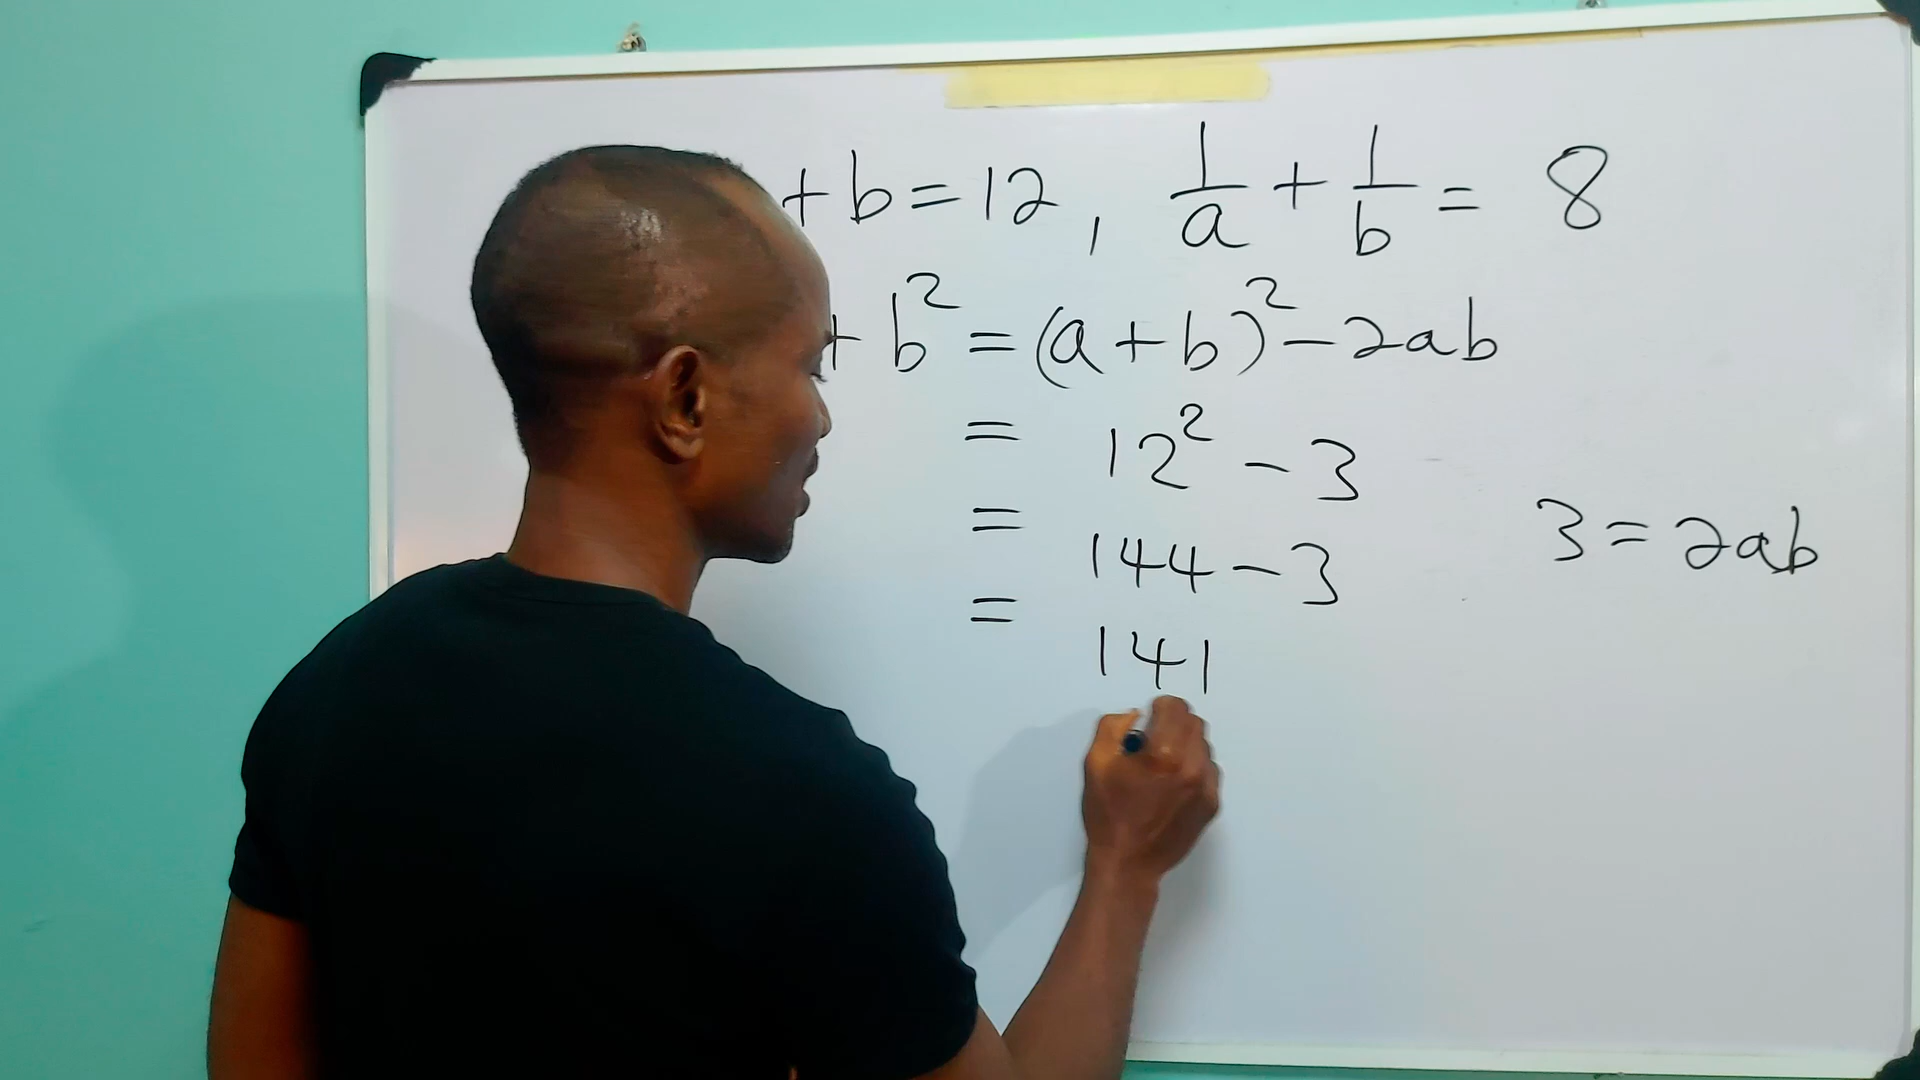 + b = 12, 1/a + 1/b = 8
+ b² = (a + b)² - 2ab
= 12² - 3
= 144 - 3
3 = 2ab
= 141